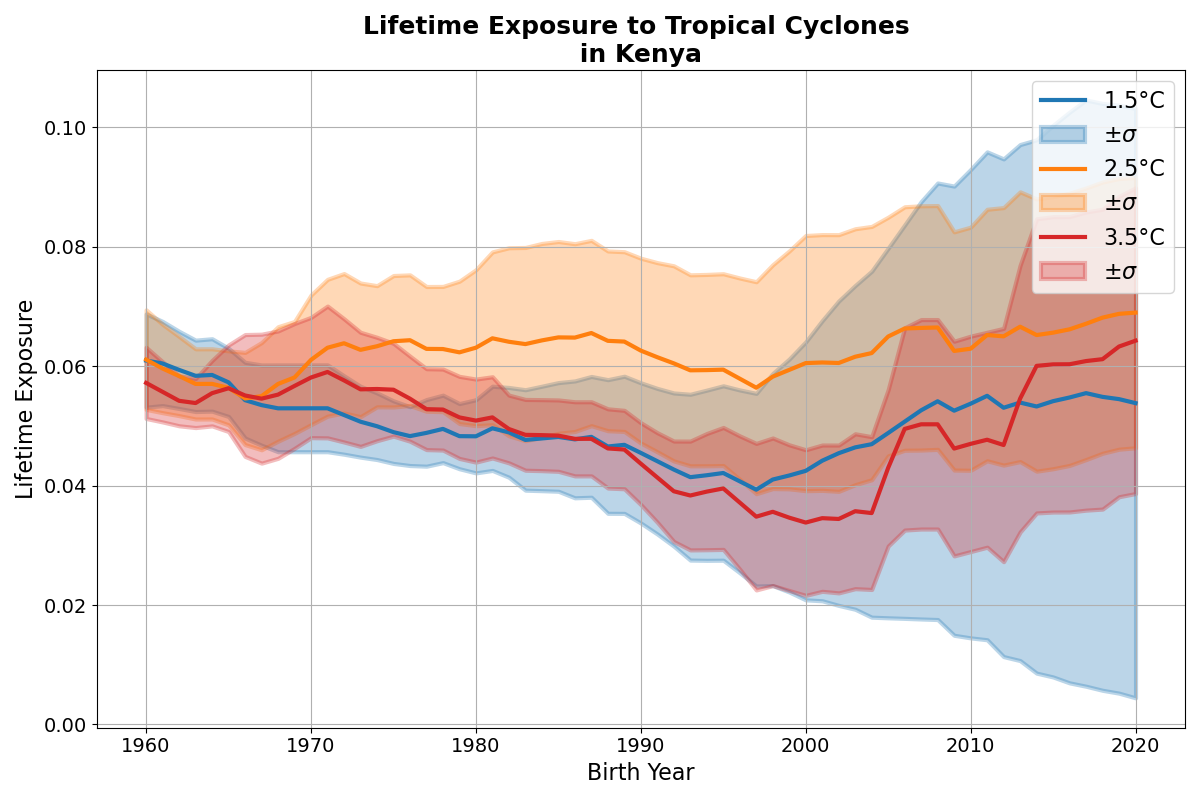 Lifetime Exposure to Tropical Cyclones
in Kenya
1.5°C
±σ
2.5°C
±σ
3.5°C
±σ
Lifetime Exposure
0.10
0.08
0.06
0.04
0.02
0.00
1960 1970 1980 1990 2000 2010 2020
Birth Year